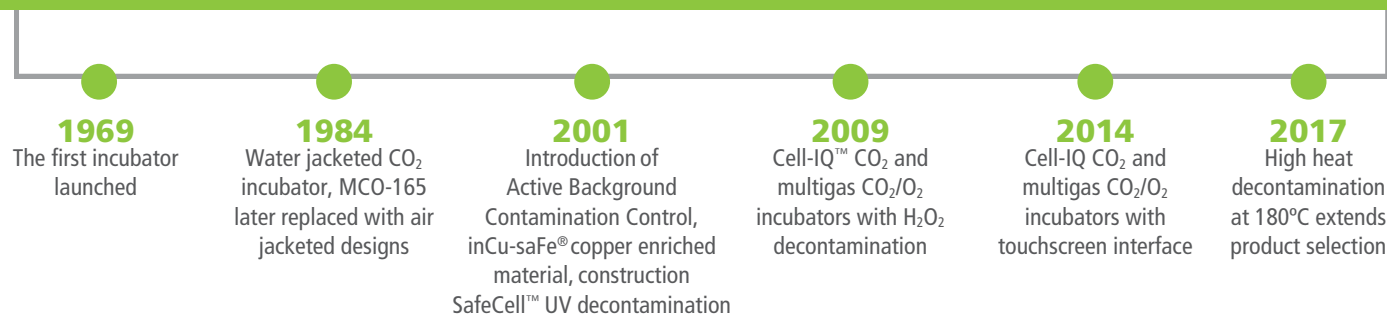 1969
The first incubator
launched
1984
Water jacketed CO₂
incubator, MCO-165
later replaced with air
jacketed designs
2001
Introduction of
Active Background
Contamination Control,
inCu-saFe® copper enriched
material, construction
SafeCell™ UV decontamination
2009
Cell-IQ™ CO₂ and
multigas CO₂/O₂
incubators with H₂O₂
decontamination
2014
Cell-IQ CO₂ and
multigas CO₂/O₂
incubators with
touchscreen interface
2017
High heat
decontamination
at 180ºC extends
product selection